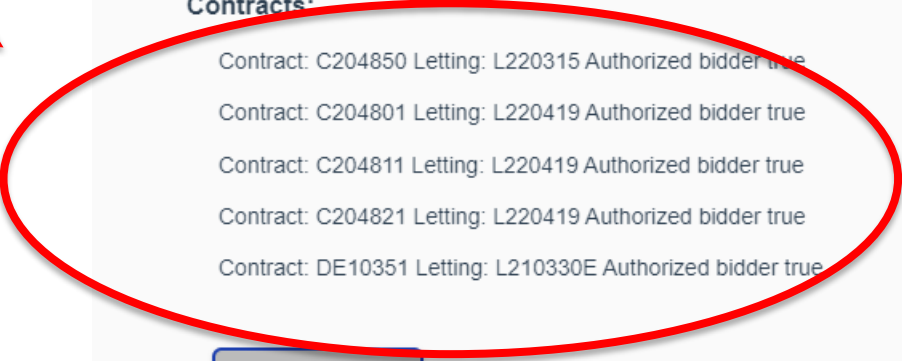 Contracts:
Contract: C204850 Letting: L220315 Authorized bidder true
Contract: C204801 Letting: L220419 Authorized bidder true
Contract: C204811 Letting: L220419 Authorized bidder true
Contract: C204821 Letting: L220419 Authorized bidder true
Contract: DE10351 Letting: L210330E Authorized bidder true